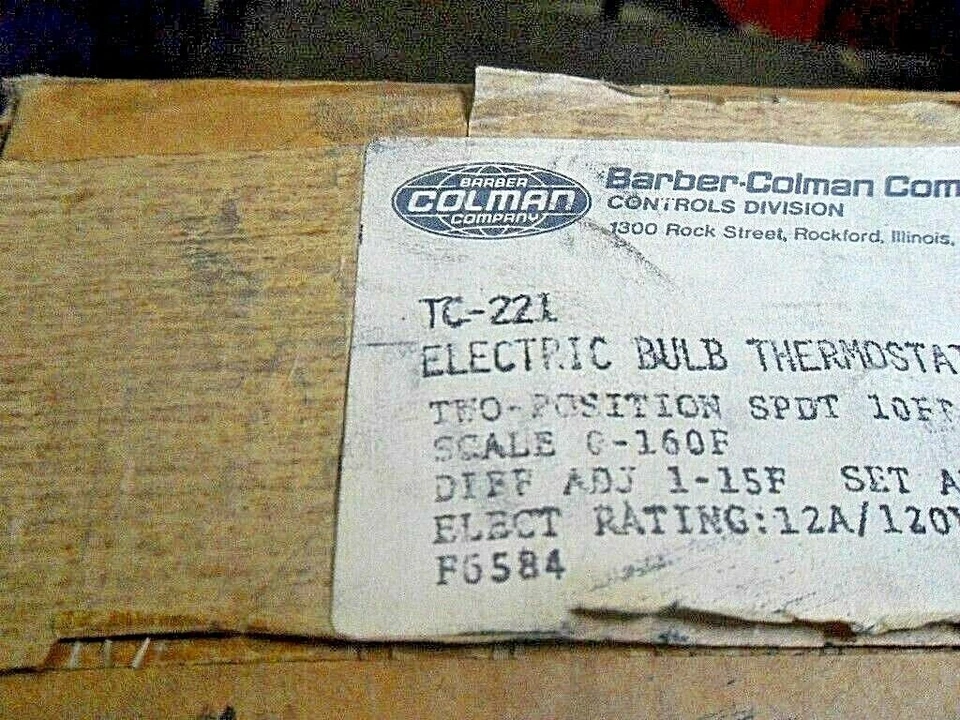 BARBER
COLMAN
COMPANY
Barber-Colman Com
CONTROLS DIVISION
1300 Rock Street, Rockford, Illinois,
TC-221
ELECTRIC BULB THERMOSTAT
TWO-POSITION SPDT 10FF
SCALE 0-160F
DIFF ADJ 1-15F SET A
ELECT RATING:12A/120V
F6584